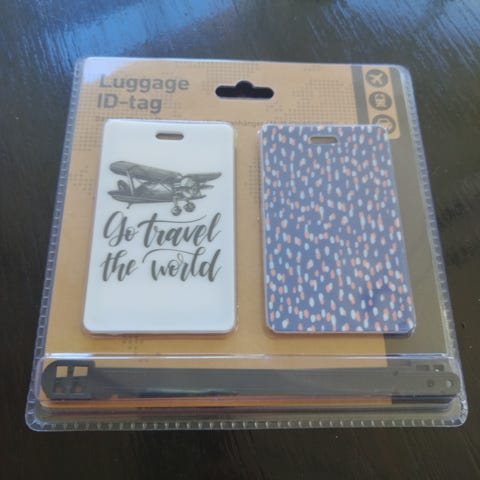 Luggage
ID-tag
Go travel
the world